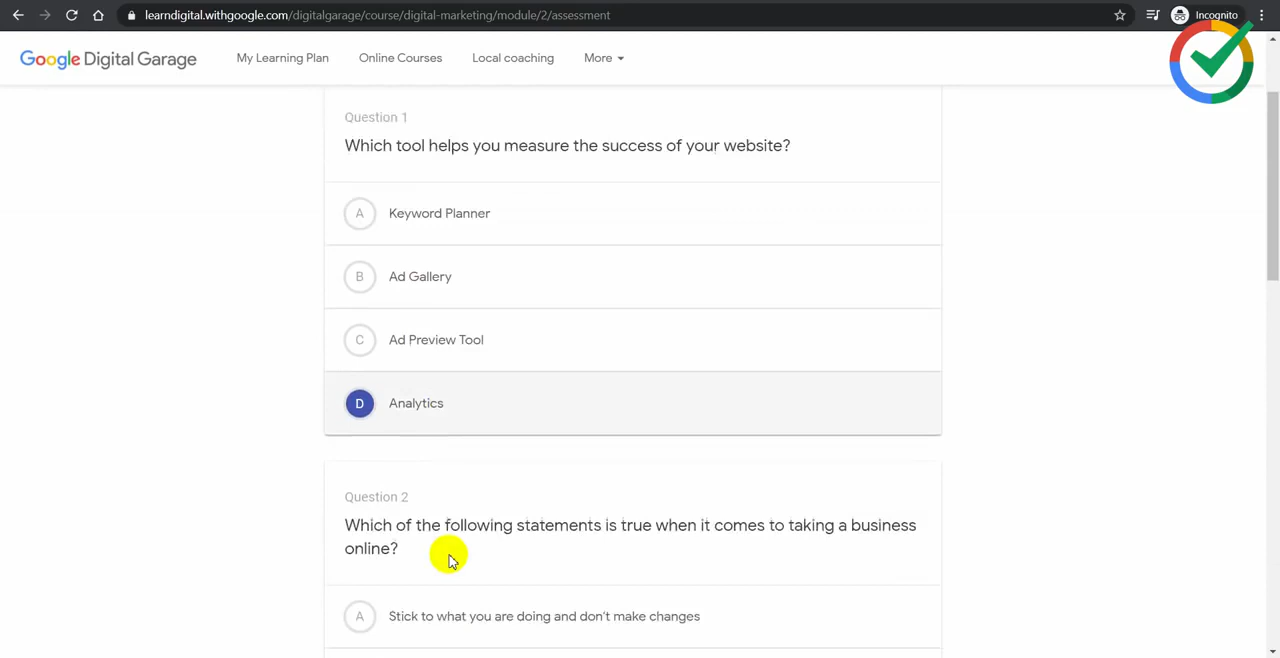 learndigital.withgoogle.com/digitalgarage/course/digital-marketing/module/2/assessment
Incognito
Google Digital Garage
My Learning Plan
Online Courses
Local coaching
More
Question 1
Which tool helps you measure the success of your website?
A Keyword Planner
B Ad Gallery
C Ad Preview Tool
D Analytics
Question 2
Which of the following statements is true when it comes to taking a business
online?
A Stick to what you are doing and don't make changes